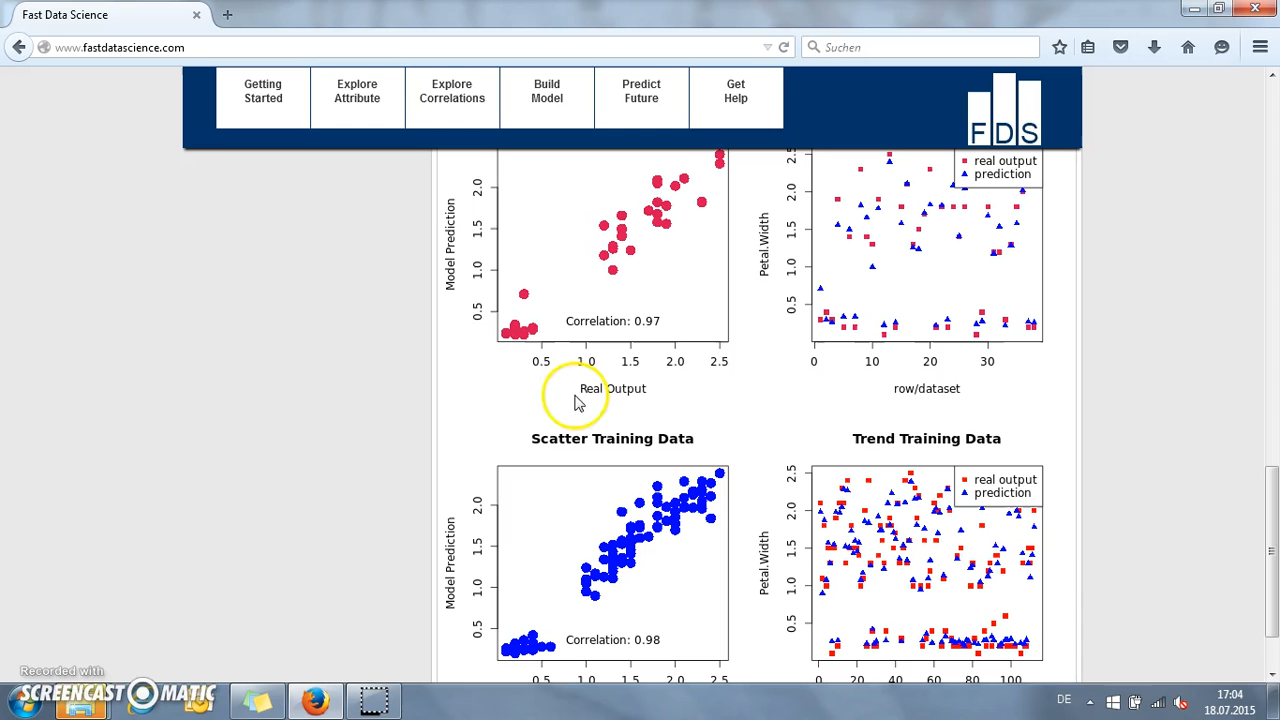 Fast Data Science
www.fastdatascience.com
Suchen
Getting Started
Explore Attribute
Explore Correlations
Build Model
Predict Future
Get Help
FDS
Model Prediction
2.0
1.5
1.0
0.5
Correlation: 0.97
0.5 1.0 1.5 2.0 2.5
Real Output
real output
prediction
Petal.Width
2.5
2.0
1.5
1.0
0.5
0 10 20 30
row/dataset
Scatter Training Data
Model Prediction
2.0
1.5
1.0
0.5
Correlation: 0.98
0.5 1.0 1.5 2.0 2.5
Trend Training Data
real output
prediction
Petal.Width
2.5
2.0
1.5
1.0
0.5
0 20 40 60 80 100
Recorded with
SCREENCAST MATIC
DE
17:04
18.07.2015